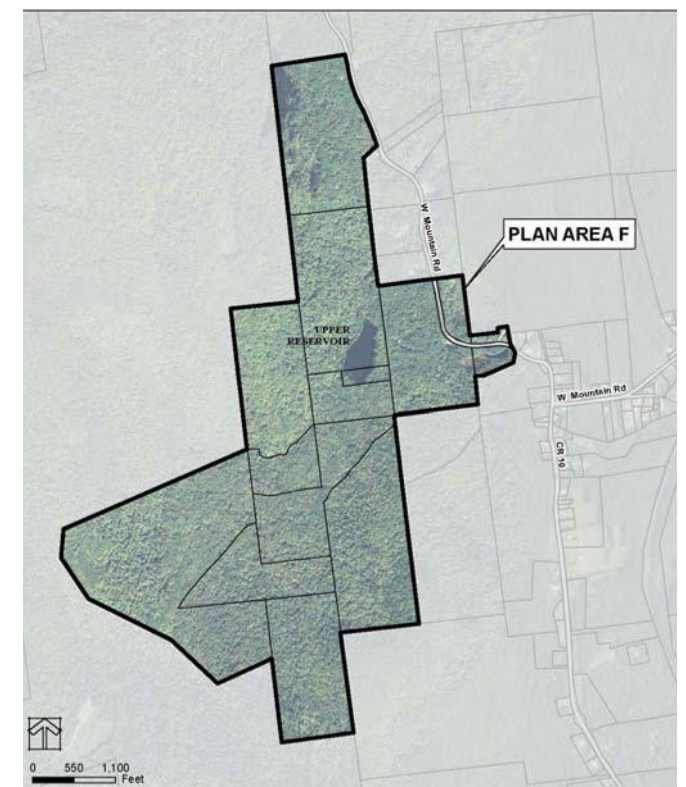 W Mountain Rd
PLAN AREA F
UPPER
RESERVOIR
W Mountain Rd
CR 10
0 550 1,100
Feet